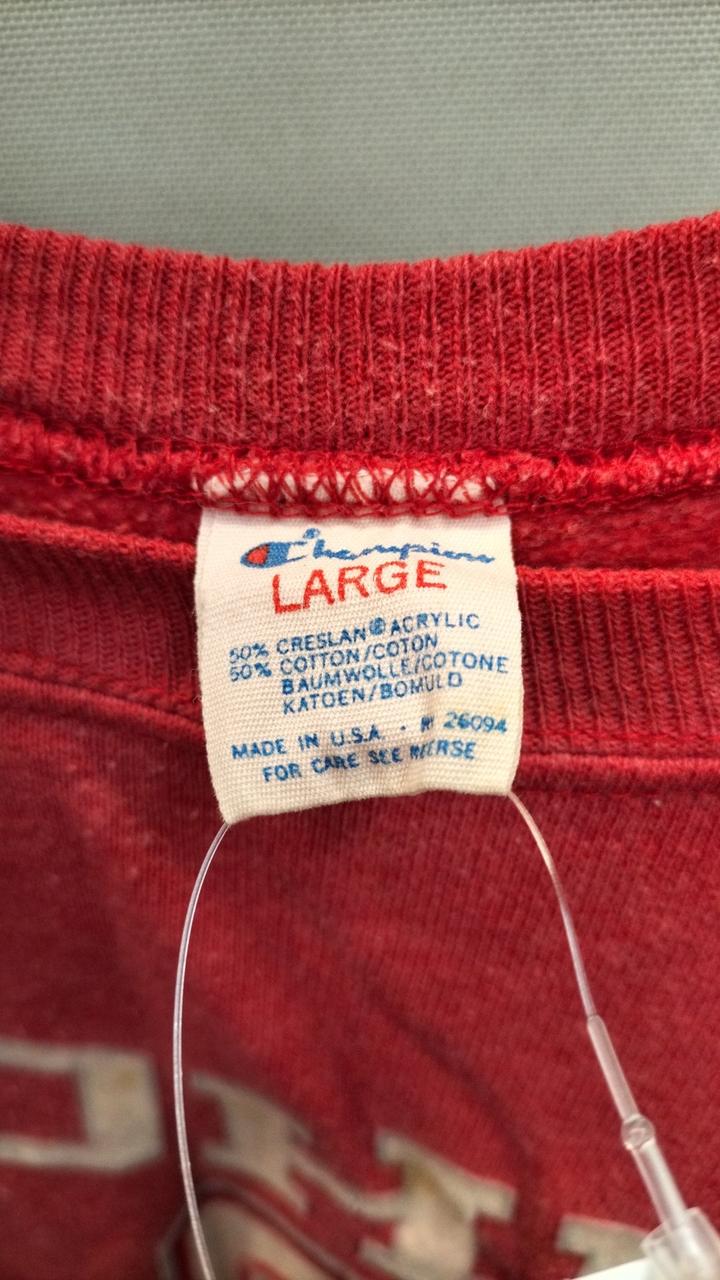 Champion
LARGE
50% CRESLAN® ACRYLIC
50% COTTON/COTON
BAUMWOLLE/COTONE
KATOEN/BOMULD
MADE IN U.S.A. · RN 26094
FOR CARE SEE REVERSE